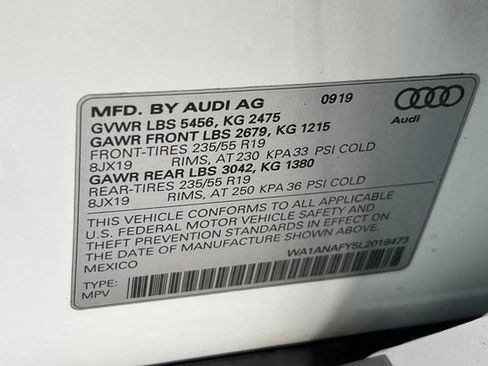 MFD. BY AUDI AG 0919
GVWR LBS 5456, KG 2475
GAWR FRONT LBS 2679, KG 1215
FRONT-TIRES 235/55 R19
8JX19 RIMS, AT 230 KPA 33 PSI COLD
GAWR REAR LBS 3042, KG 1380
REAR-TIRES 235/55 R19
8JX19 RIMS, AT 250 KPA 36 PSI COLD
THIS VEHICLE CONFORMS TO ALL APPLICABLE
U.S. FEDERAL MOTOR VEHICLE SAFETY AND
THEFT PREVENTION STANDARDS IN EFFECT ON
THE DATE OF MANUFACTURE SHOWN ABOVE
MEXICO WA1ANAFY5L2018473
TYPE:
MPV
Audi